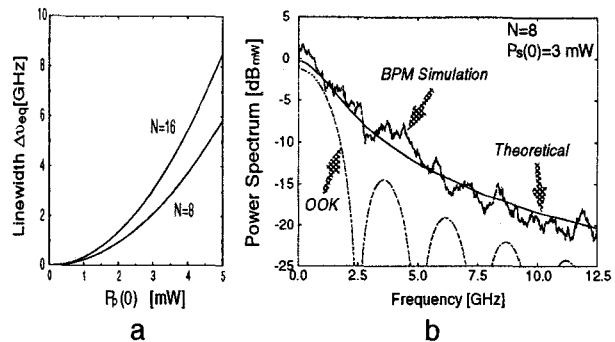 a
Linewidth Δυeq[GHz]
10
8
6
4
2
0
N=16
N=8
0
1
2
3
4
5
Pp(0) [mW]
a
b
Power Spectrum [dBmW]
5
0
-5
-10
-15
-20
-25
N=8
Ps(0)=3 mW
BPM Simulation
Theoretical
OOK
0.0
2.5
5.0
7.5
10.0
12.5
Frequency [GHz]
b